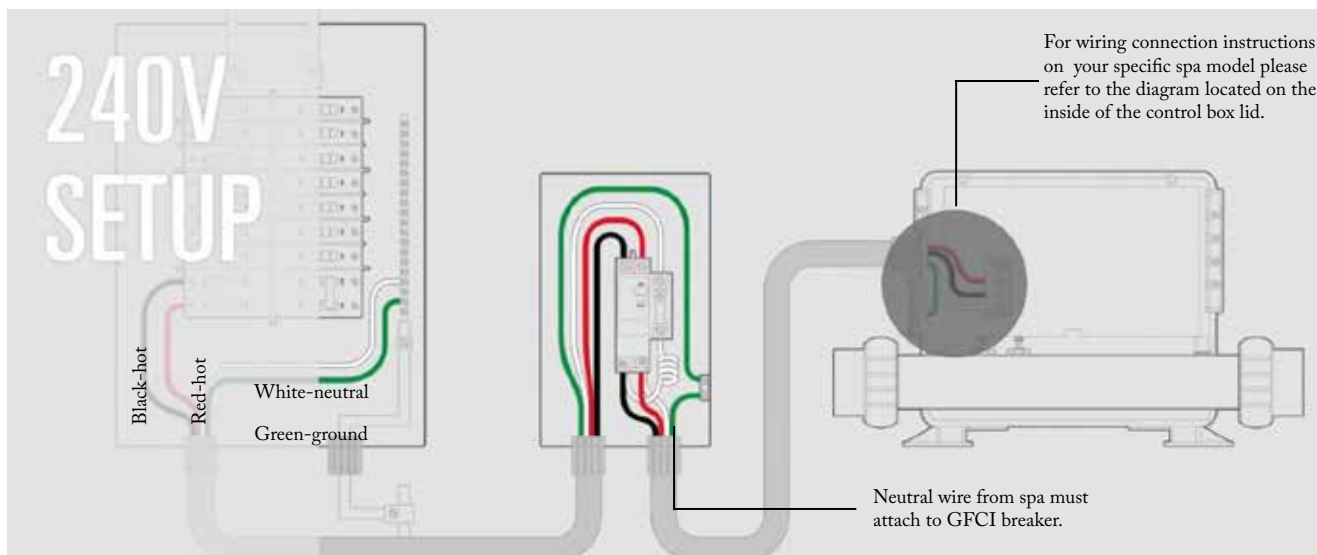 240V
SETUP
For wiring connection instructions
on your specific spa model please
refer to the diagram located on the
inside of the control box lid.
Black-hot
Red-hot
White-neutral
Green-ground
Neutral wire from spa must
attach to GFCI breaker.